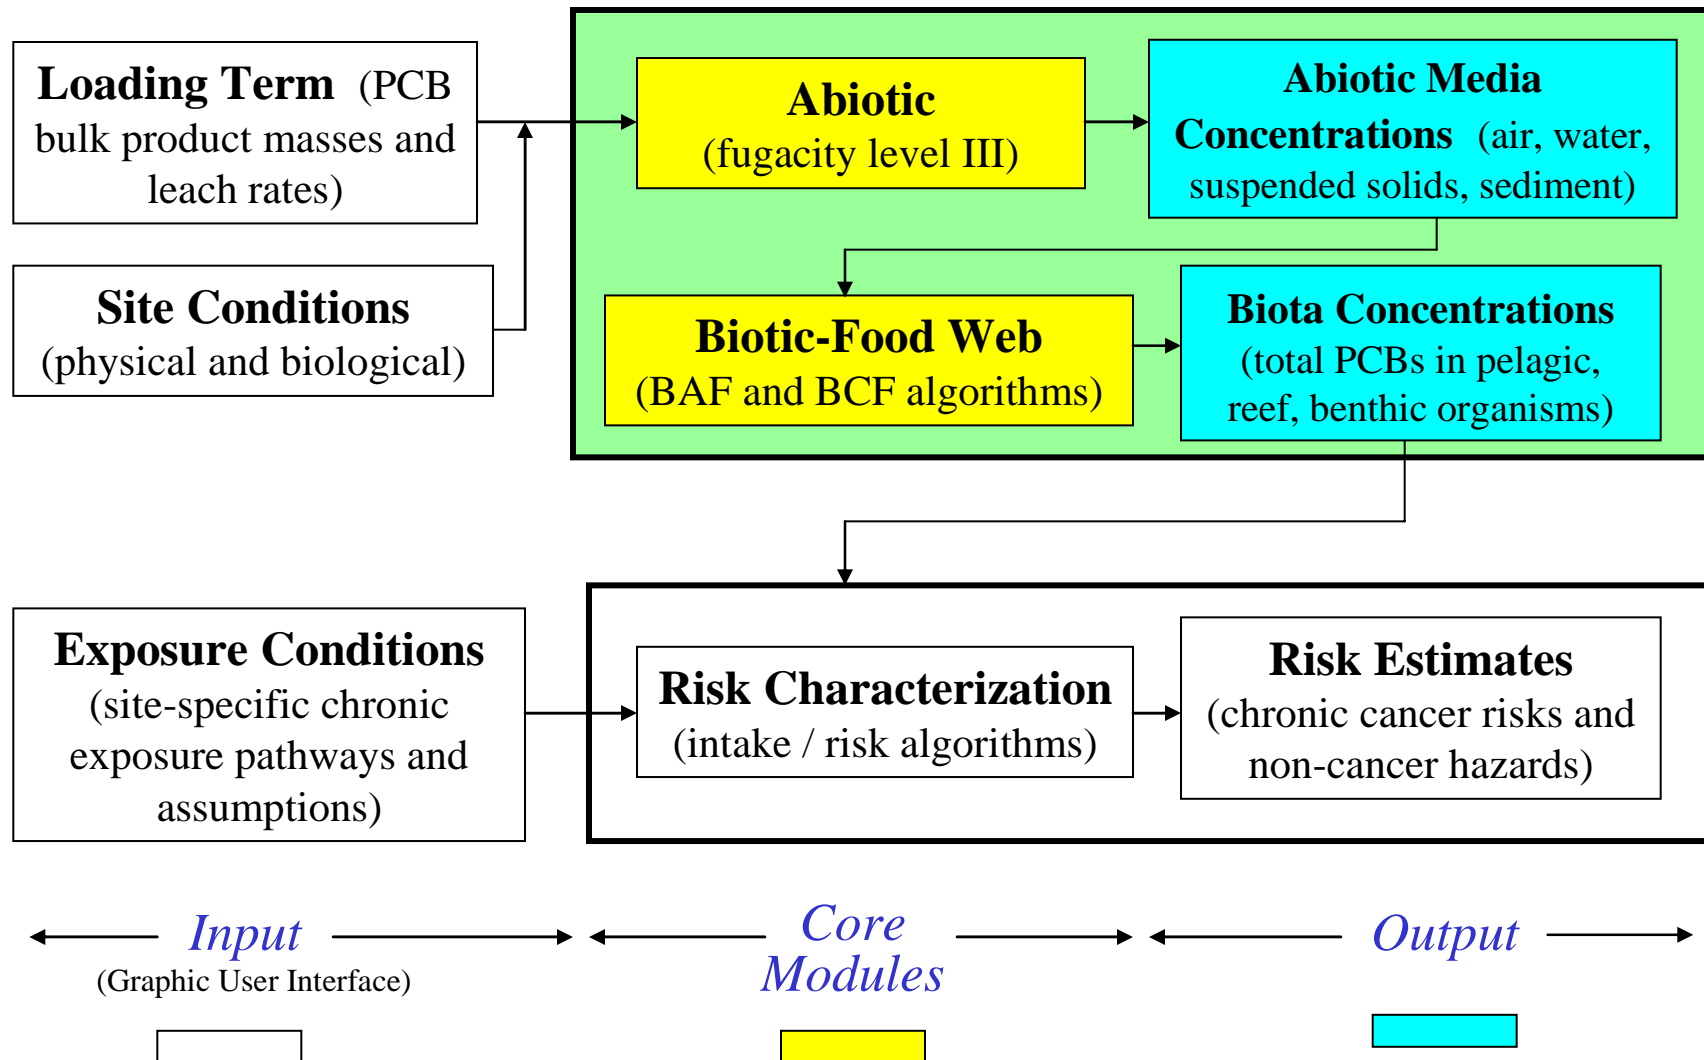 Loading Term (PCB
bulk product masses and
leach rates)
Abiotic
(fugacity level III)
Abiotic Media
Concentrations (air, water,
suspended solids, sediment)
Site Conditions
(physical and biological)
Biotic-Food Web
(BAF and BCF algorithms)
Biota Concentrations
(total PCBs in pelagic,
reef, benthic organisms)
Exposure Conditions
(site-specific chronic
exposure pathways and
assumptions)
Risk Characterization
(intake / risk algorithms)
Risk Estimates
(chronic cancer risks and
non-cancer hazards)
Input
(Graphic User Interface)
Core
Modules
Output